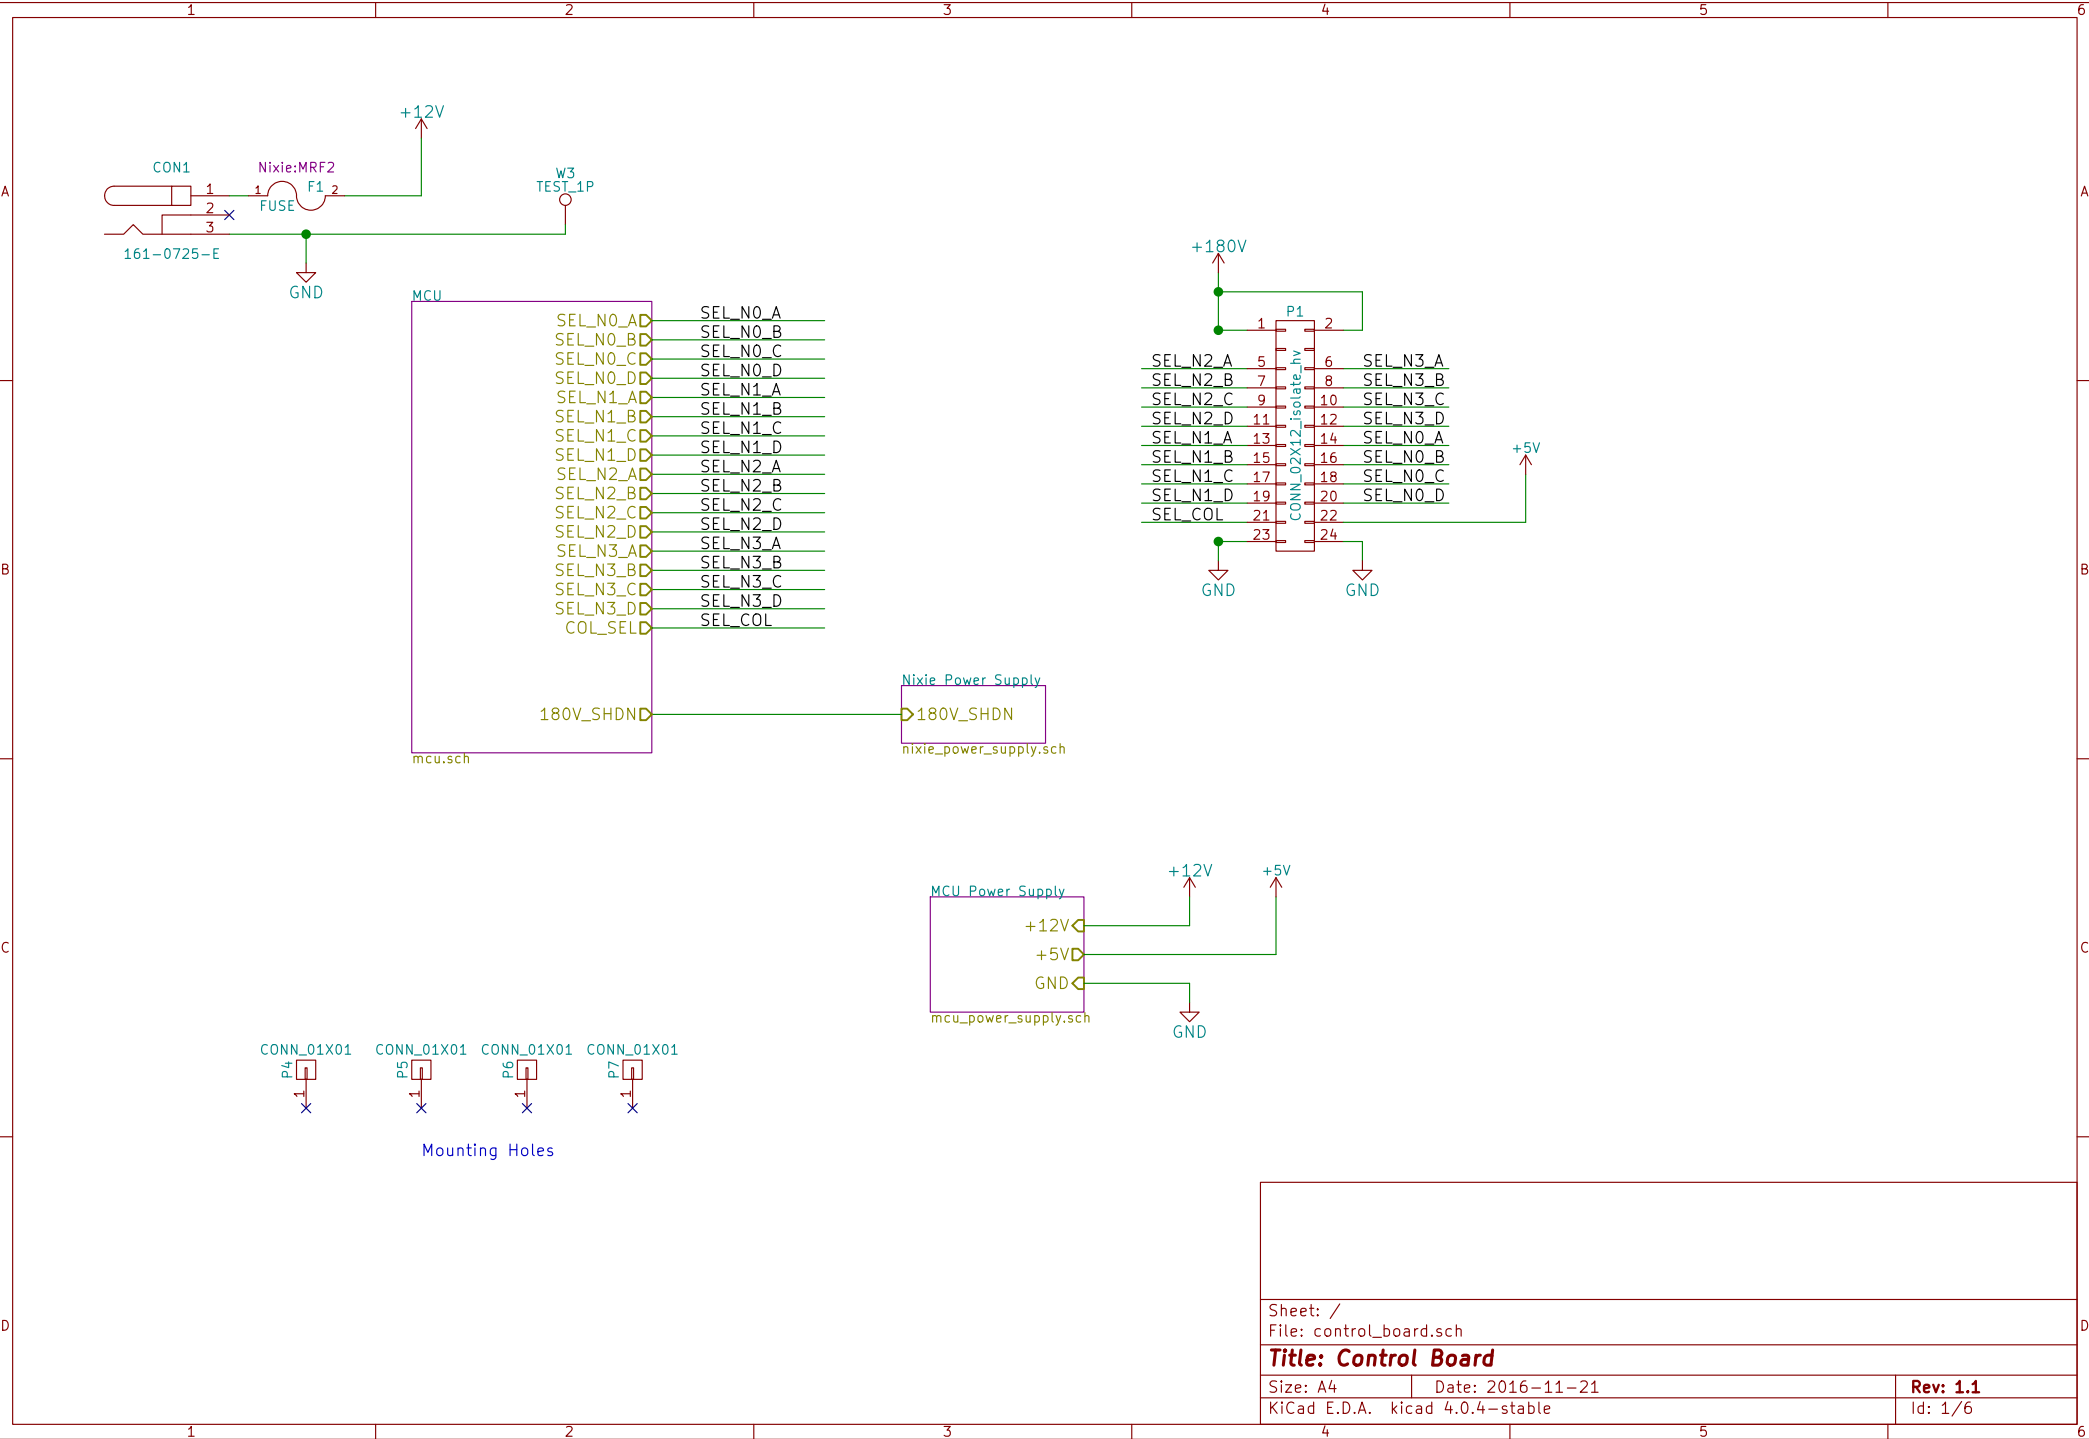 1 2 3 4 5 6
+12V
CON1
Nixie:MRF2
1 1 F1 2
FUSE
2
3
161-0725-E
GND
W3
TEST_1P
A A
+180V
MCU
SEL_N0_A SEL_N0_A
SEL_N0_B SEL_N0_B
SEL_N0_C SEL_N0_C
SEL_N0_D SEL_N0_D
SEL_N1_A SEL_N1_A
SEL_N1_B SEL_N1_B
SEL_N1_C SEL_N1_C
SEL_N1_D SEL_N1_D
SEL_N2_A SEL_N2_A
SEL_N2_B SEL_N2_B
SEL_N2_C SEL_N2_C
SEL_N2_D SEL_N2_D
SEL_N3_A SEL_N3_A
SEL_N3_B SEL_N3_B
SEL_N3_C SEL_N3_C
SEL_N3_D SEL_N3_D
COL_SEL SEL_COL
180V_SHDN
mcu.sch
P1
1 2
SEL_N2_A 5 6 SEL_N3_A
SEL_N2_B 7 8 SEL_N3_B
SEL_N2_C 9 10 SEL_N3_C
SEL_N2_D 11 12 SEL_N3_D
SEL_N1_A 13 14 SEL_N0_A
SEL_N1_B 15 16 SEL_N0_B
SEL_N1_C 17 18 SEL_N0_C
SEL_N1_D 19 20 SEL_N0_D
SEL_COL 21 22
23 24
CONN_02X12_isolate_hv
+5V
GND GND
B B
Nixie Power Supply
180V_SHDN
nixie_power_supply.sch
+12V +5V
MCU Power Supply
+12V
+5V
GND
mcu_power_supply.sch
GND
C C
CONN_01X01 CONN_01X01 CONN_01X01 CONN_01X01
P4 P5 P6 P7
1 1 1 1
Mounting Holes
D D
Sheet: /
File: control_board.sch
Title: Control Board
Size: A4 Date: 2016-11-21 Rev: 1.1
KiCad E.D.A. kicad 4.0.4-stable Id: 1/6
1 2 3 4 5 6